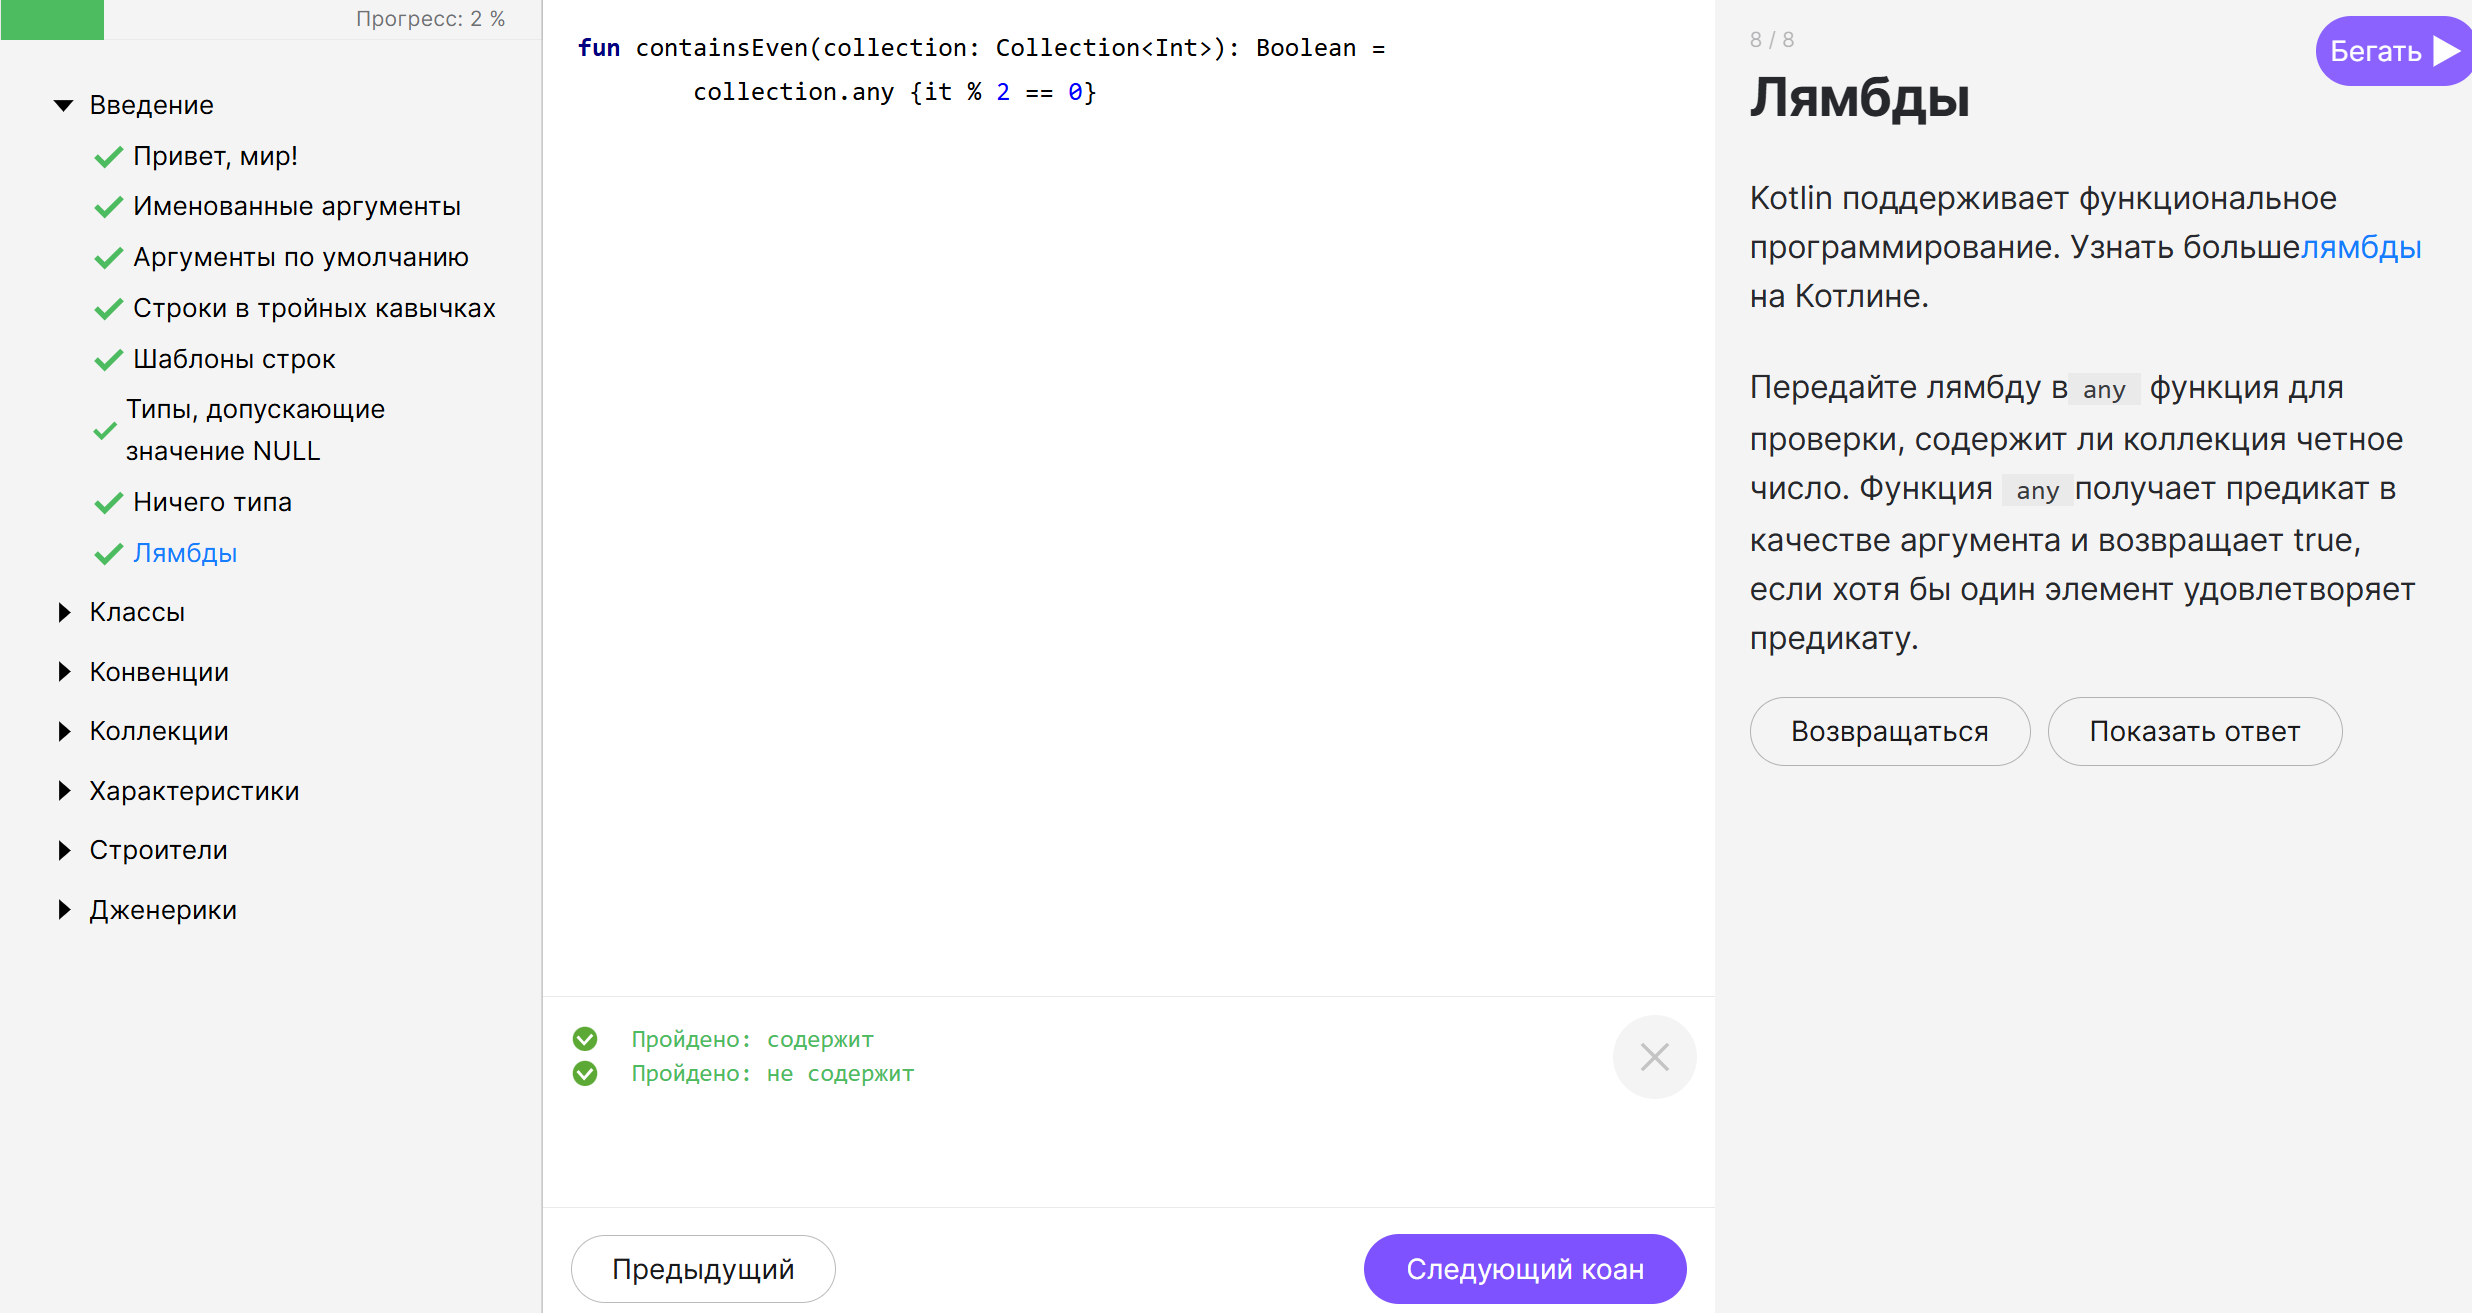 Прогресс: 2 %
Введение
Привет, мир!
Именованные аргументы
Аргументы по умолчанию
Строки в тройных кавычках
Шаблоны строк
Типы, допускающие
значение NULL
Ничего типа
Лямбды
Классы
Конвенции
Коллекции
Характеристики
Строители
Дженерики
fun containsEven(collection: Collection<Int>): Boolean =
collection.any {it % 2 == 0}
Пройдено: содержит
Пройдено: не содержит
Предыдущий
Следующий коан
8 / 8
Бегать
Лямбды
Kotlin поддерживает функциональное
программирование. Узнать большелямбды
на Котлине.
Передайте лямбду в any функция для
проверки, содержит ли коллекция четное
число. Функция any получает предикат в
качестве аргумента и возвращает true,
если хотя бы один элемент удовлетворяет
предикату.
Возвращаться
Показать ответ